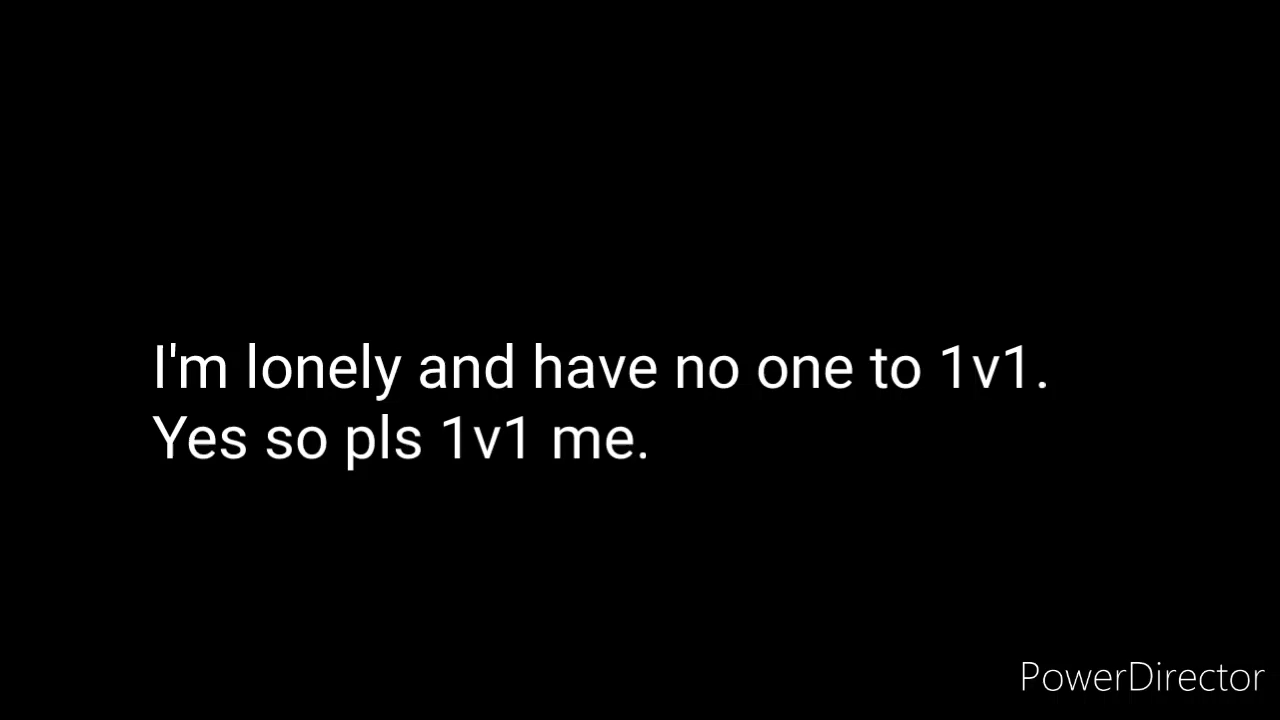 I'm lonely and have no one to 1v1.
Yes so pls 1v1 me.
PowerDirector